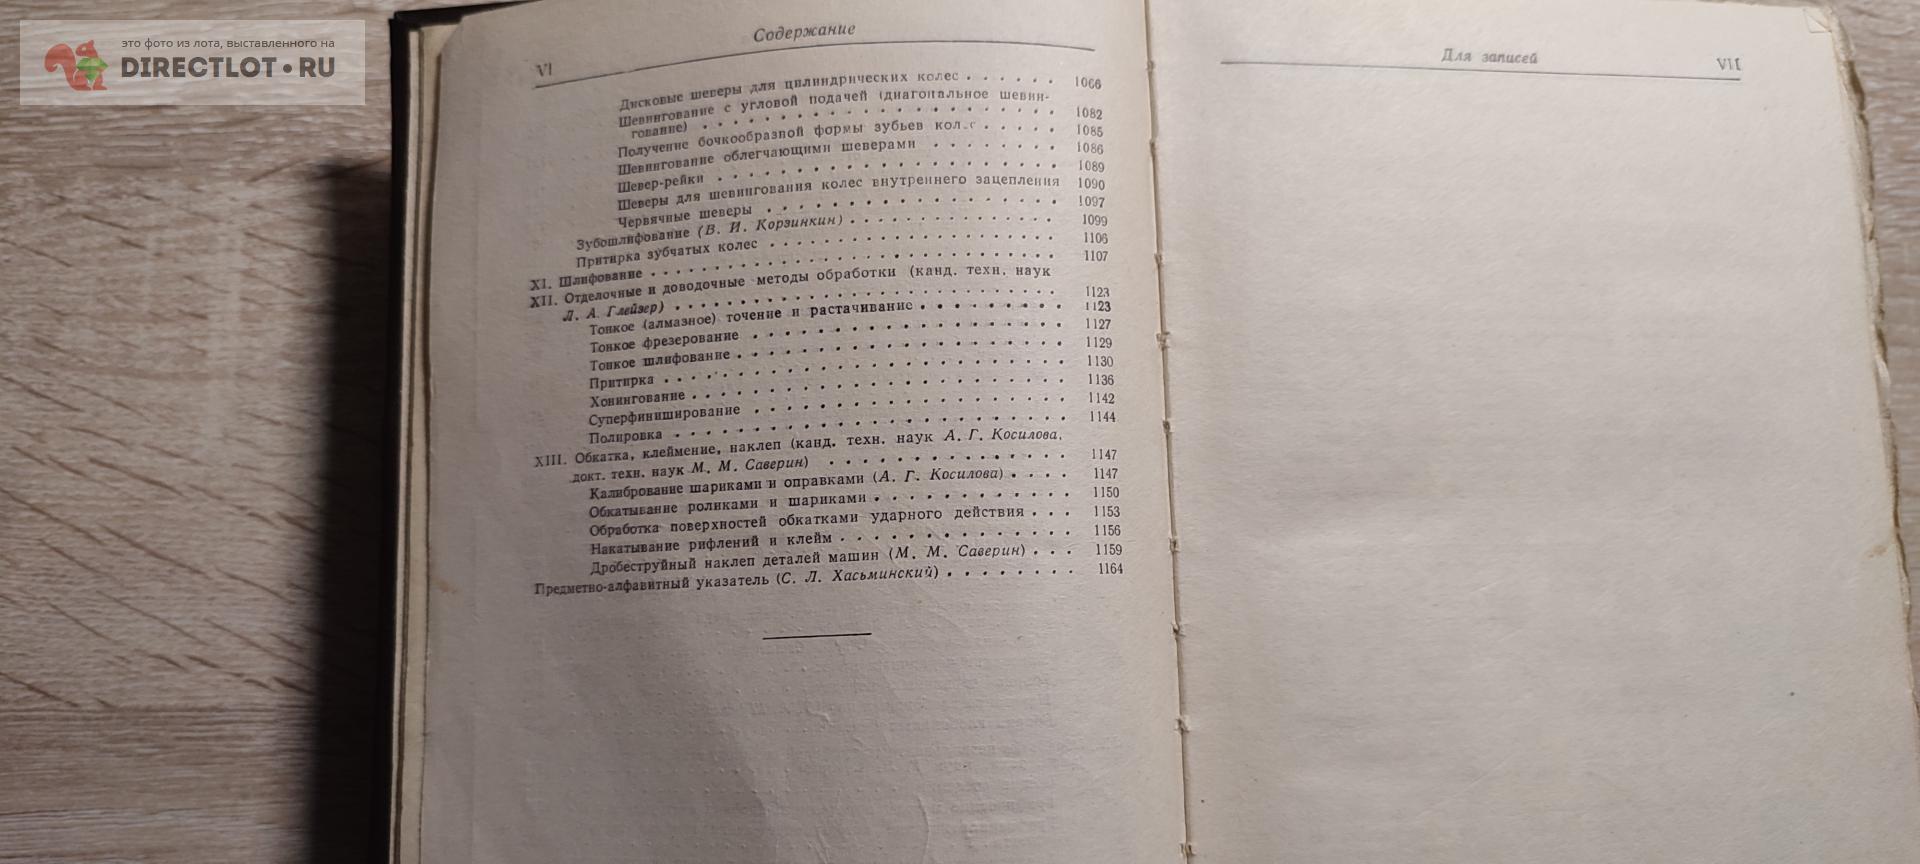 это фото из лота, выставленного на
DIRECTLOT.RU
VI
Содержание
Дисковые шеверы для цилиндрических колес . . . . . . 1066
Шевингование с угловой подачей (диагональное шевин-
гование) . . . . . . . . . . . . . . . . . 1082
Получение бочкообразной формы зубьев кол с . . . . . 1085
Шевингование облегчающими шеверами . . . . . . . 1086
Шевер-рейки . . . . . . . . . . . . . . . . 1089
Шеверы для шевингования колес внутреннего зацепления 1090
Червячные шеверы . . . . . . . . . . . . . . 1097
Зубошлифование (В. И. Корзинкин) . . . . . . . . . . 1099
Притирка зубчатых колес . . . . . . . . . . . . . . 1106
XI. Шлифование . . . . . . . . . . . . . . . . . . . 1107
XII. Отделочные и доводочные методы обработки (канд. техн. наук
Л. А. Глейзер) . . . . . . . . . . . . . . . . . . 1123
Тонкое (алмазное) точение и растачивание . . . . . . . 1123
Тонкое фрезерование . . . . . . . . . . . . . . . 1127
Тонкое шлифование . . . . . . . . . . . . . . . . 1129
Притирка . . . . . . . . . . . . . . . . . . . 1130
Хонингование . . . . . . . . . . . . . . . . . . 1136
Суперфиниширование . . . . . . . . . . . . . . . 1142
Полировка . . . . . . . . . . . . . . . . . . . 1144
XIII. Обкатка, клеймение, наклеп (канд. техн. наук А. Г. Косилова,
докт. техн. наук М. М. Саверин) . . . . . . . . . . . . 1147
Калиброванне шариками и оправками (А. Г. Косилова) . . . . 1147
Обкатывание роликами и шариками . . . . . . . . . . 1150
Обработка поверхностей обкатками ударного действия . . . 1153
Накатывание рифлений и клейм . . . . . . . . . . . . 1156
Дробеструйный наклеп деталей машин (М. М. Саверин) . . . 1159
Предметно-алфавитный указатель (С. Л. Хасьминский) . . . . . . . . 1164
Для записей
VII